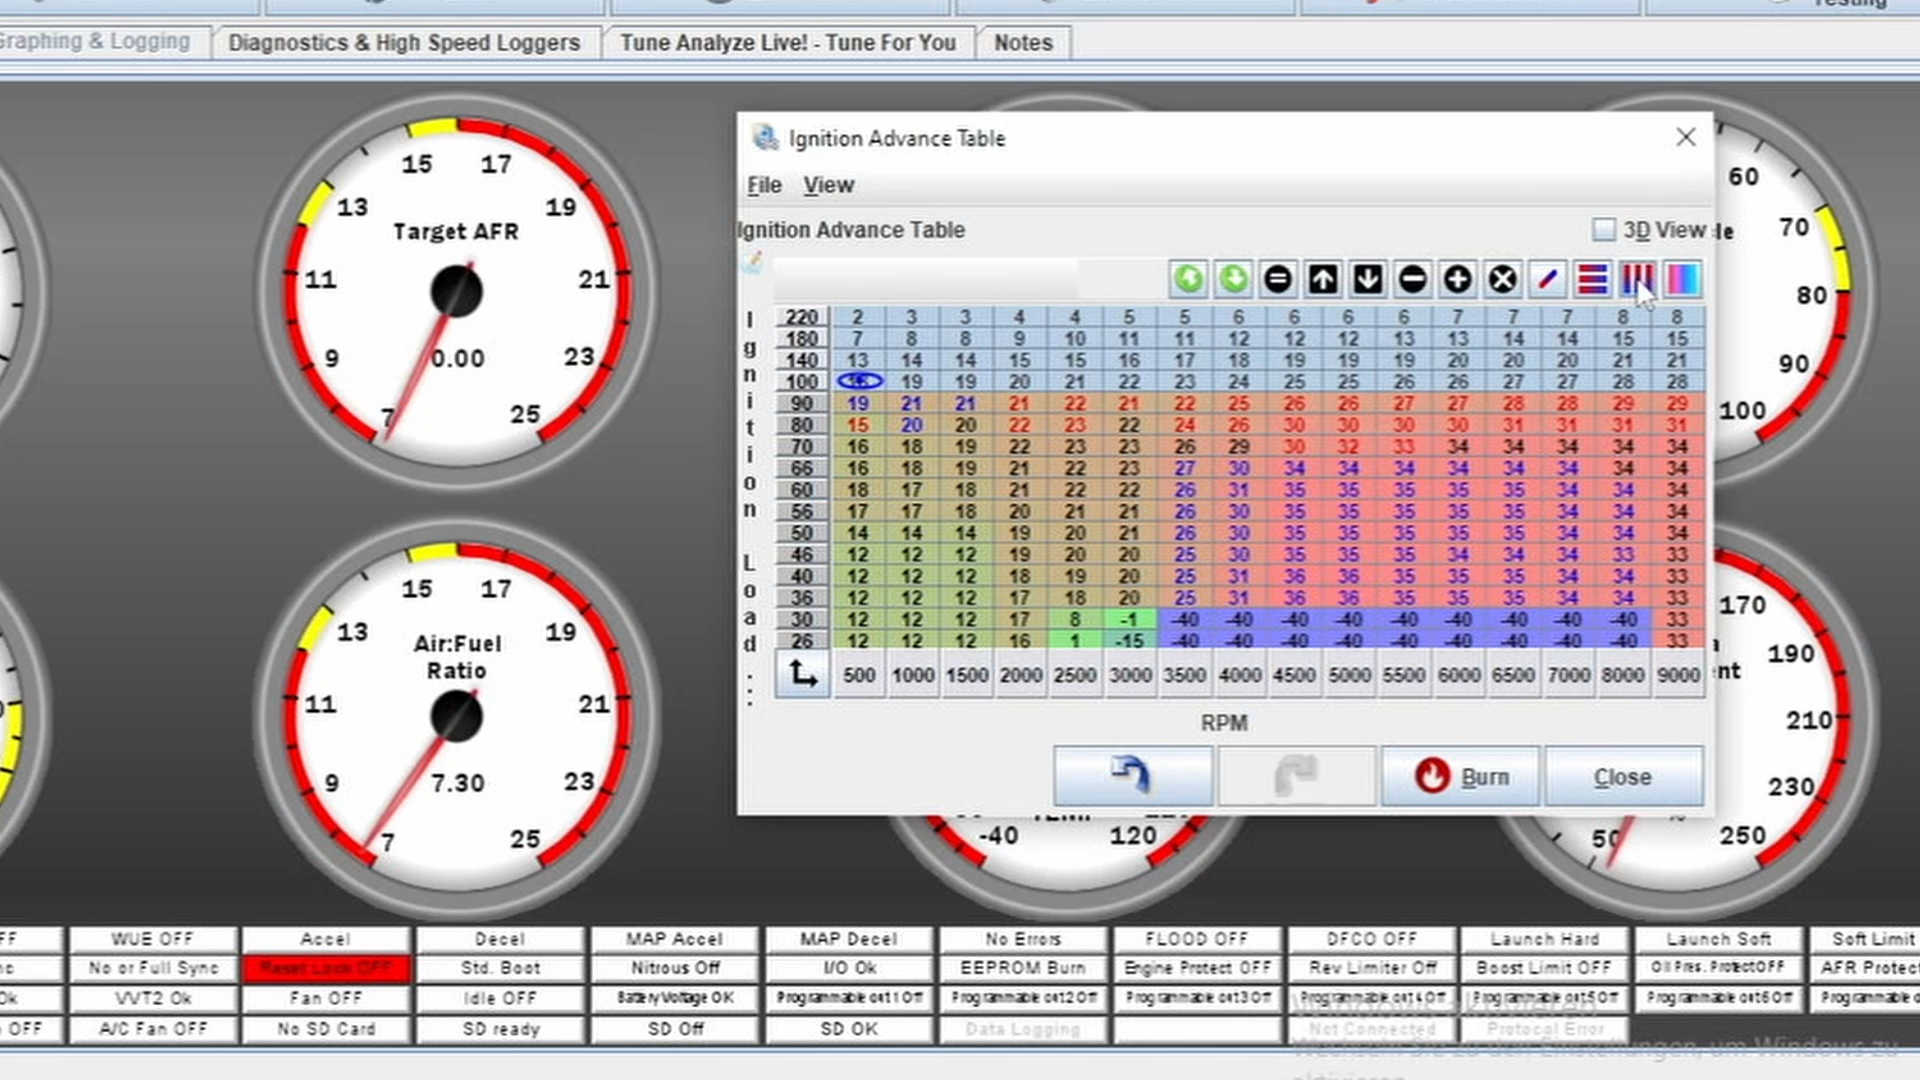 Graphing & Logging Diagnostics & High Speed Loggers Tune Analyze Live! - Tune For You Notes
Testing
15 17
13 19
Target AFR
11 21
9 0.00 23
7 25
Ignition Advance Table
File View
Ignition Advance Table 3D View
Ignition Load
220 2 3 3 4 4 5 5 6 6 6 6 7 7 7 8 8
180 7 8 8 9 10 11 11 12 12 12 13 13 14 14 15 15
140 13 14 14 15 15 16 17 18 19 19 19 20 20 20 21 21
100 19 19 20 21 22 23 24 25 25 26 26 27 27 28 28
90 19 21 21 21 22 21 22 25 26 26 27 27 28 28 29 29
80 15 20 20 22 23 22 24 26 30 30 30 30 31 31 31 31
70 16 18 19 21 22 23 23 26 29 30 32 33 34 34 34 34
66 16 18 19 21 22 23 27 30 34 34 34 34 34 34 34 34
60 18 17 18 21 22 22 26 31 35 35 35 35 35 34 34 34
56 17 17 18 20 21 21 26 30 35 35 35 35 35 34 34 34
50 14 14 14 19 20 21 26 30 35 35 35 35 35 34 34 34
46 12 12 12 19 20 20 25 30 35 35 35 34 34 34 33 33
40 12 12 12 18 19 20 25 31 36 36 35 35 35 34 34 33
36 12 12 12 17 18 20 25 31 36 36 35 35 35 34 34 33
30 12 12 12 17 8 -1 -40 -40 -40 -40 -40 -40 -40 -40 -40 33
26 12 12 12 16 1 -15 -40 -40 -40 -40 -40 -40 -40 -40 -40 33
500 1000 1500 2000 2500 3000 3500 4000 4500 5000 5500 6000 6500 7000 8000 9000
RPM
Burn Close
60
70
80
90
100
15 17
13 19
Air:Fuel
Ratio
11 21
9 7.30 23
7 25
-40 120
170
190
210
230
50 250
WUE OFF Accel Decel MAP Accel MAP Decel No Errors FLOOD OFF DFCO OFF Launch Hard Launch Soft Soft Limit
No or Full Sync Reset Lock OFF Std. Boot Nitrous Off I/O Ok EEPROM Burn Engine Protect OFF Rev Limiter Off Boost Limit OFF Oil Pres. Protect OFF AFR Protect
Ok VVT2 Ok Fan OFF Idle OFF Battery Voltage OK Programmable out1 Off Programmable out2 Off Programmable out3 Off Programmable out4 Off Programmable out5 Off Programmable out6 Off
OFF A/C Fan OFF No SD Card SD ready SD Off SD OK Data Logging Not Connected Protocol Error
Windows aktivieren
Wechseln Sie zu den Einstellungen, um Windows zu
aktivieren.